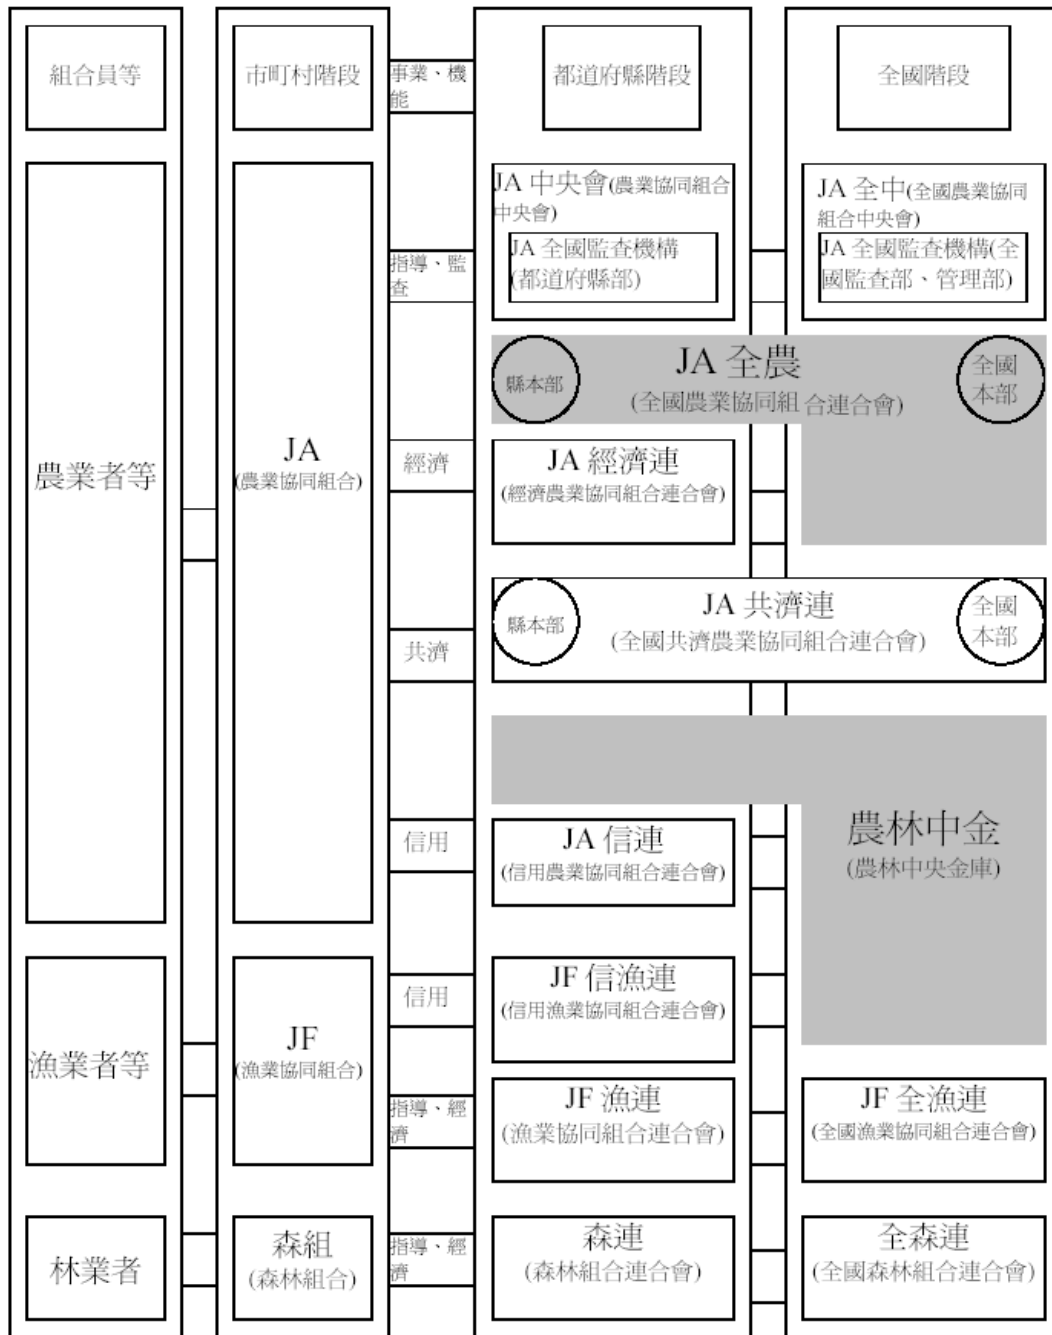 組合員等
市町村階段
事業、機
能
都道府縣階段
全國階段
農業者等
JA
(農業協同組合)
指導、監
查
JA 中央會(農業協同組合
中央會)
JA 全國監查機構
(都道府縣部)
JA 全中(全國農業協同
組合中央會)
JA 全國監查機構(全
國監查部、管理部)
縣本部
JA 全農
(全國農業協同組合連合會)
全國
本部
經濟
JA 經濟連
(經濟農業協同組合連合會)
共濟
縣本部
JA 共濟連
(全國共濟農業協同組合連合會)
全國
本部
信用
JA 信連
(信用農業協同組合連合會)
農林中金
(農林中央金庫)
漁業者等
JF
(漁業協同組合)
信用
JF 信漁連
(信用漁業協同組合連合會)
指導、經
濟
JF 漁連
(漁業協同組合連合會)
JF 全漁連
(全國漁業協同組合連合會)
林業者
森組
(森林組合)
指導、經
濟
森連
(森林組合連合會)
全森連
(全國森林組合連合會)